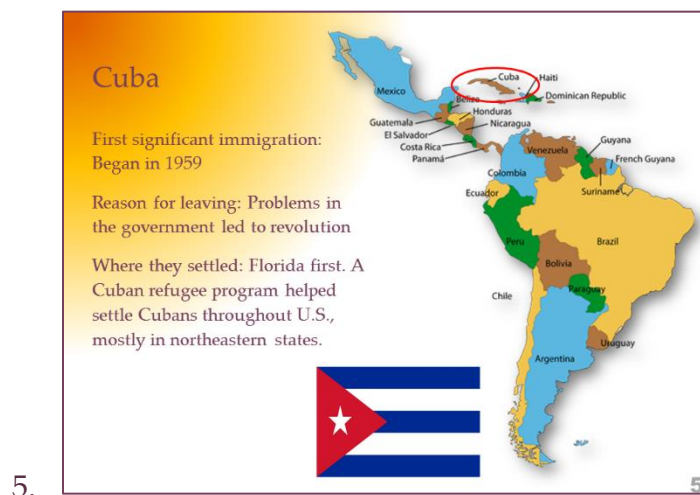 Cuba
First significant immigration:
Began in 1959
Reason for leaving: Problems in
the government led to revolution
Where they settled: Florida first. A
Cuban refugee program helped
settle Cubans throughout U.S.,
mostly in northeastern states.
Mexico
Cuba
Haiti
Dominican Republic
Belize
Honduras
Guatemala
Nicaragua
El Salvador
Costa Rica
Panamá
Venezuela
Guyana
French Guyana
Suriname
Colombia
Ecuador
Peru
Brazil
Bolivia
Paraguay
Chile
Uruguay
Argentina
5
5.